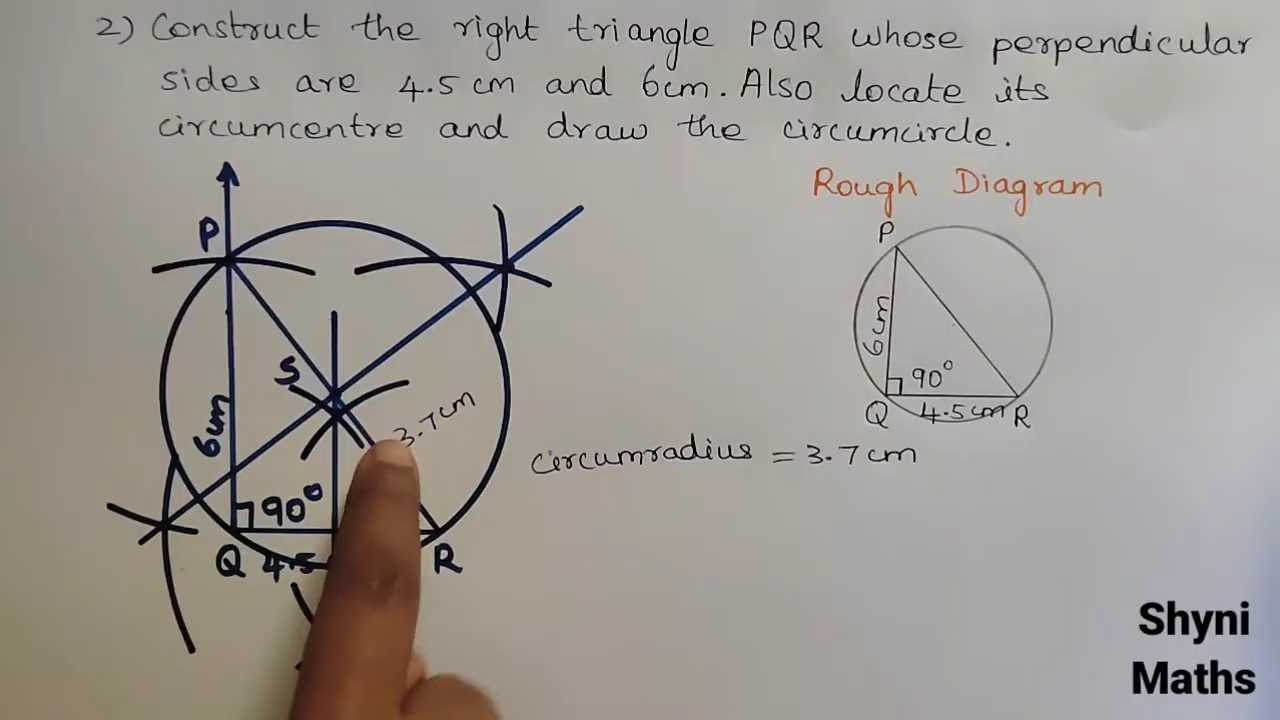 2) Construct the right triangle PQR whose perpendicular
sides are 4.5 cm and 6cm. Also locate its
circumcentre and draw the circumcircle.
Rough Diagram
P
6cm
90°
Q 4.5cm R
P
S
6cm
3.7cm
90°
Q 4.5 R
circumradius = 3.7 cm
Shyni
Maths